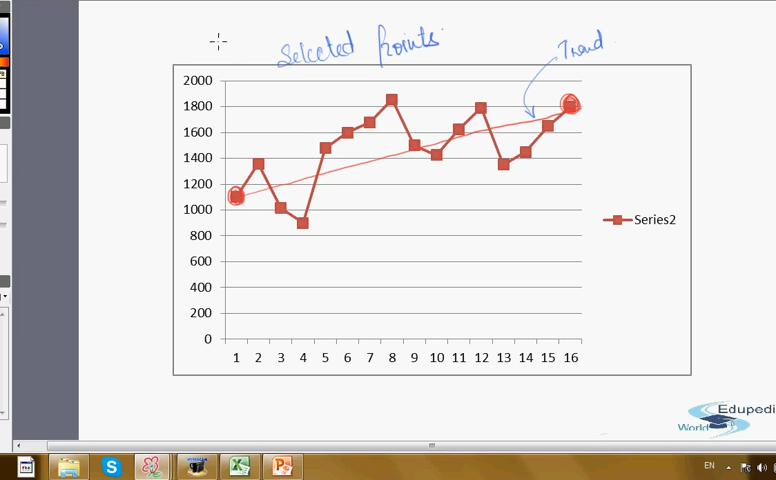 Selected Points
Trend
2000
1800
1600
1400
1200
1000
800
600
400
200
0
1 2 3 4 5 6 7 8 9 10 11 12 13 14 15 16
Series2
Edupedi
World
EN